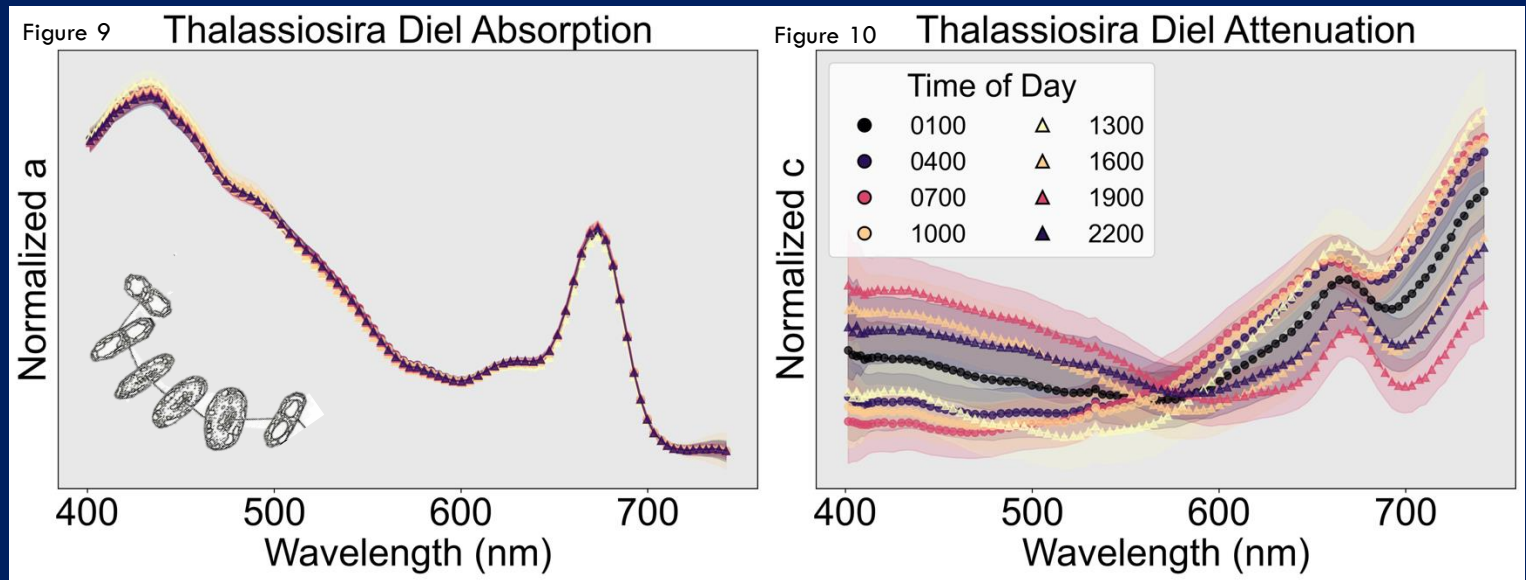 Figure 9
Thalassiosira Diel Absorption
Normalized a
400 500 600 700
Wavelength (nm)
Figure 10
Thalassiosira Diel Attenuation
Time of Day
0100 1300
0400 1600
0700 1900
1000 2200
Normalized c
400 500 600 700
Wavelength (nm)